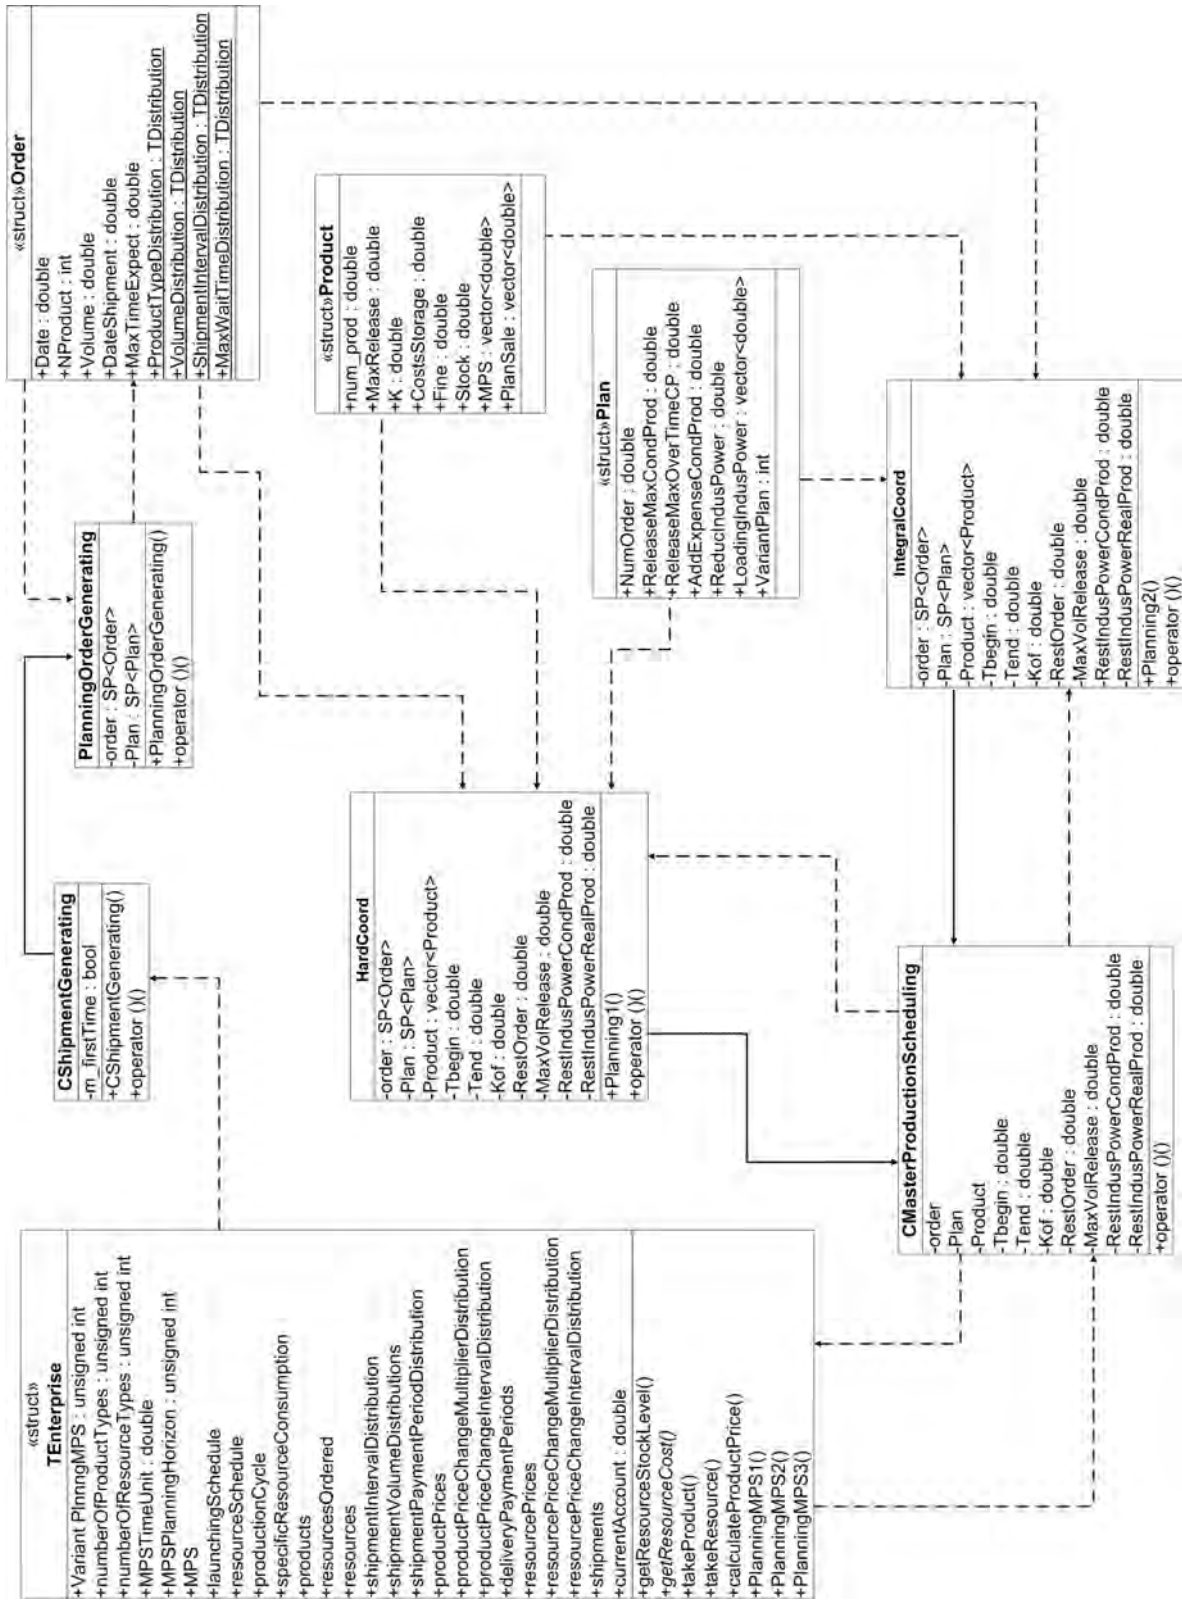 «struct»
TEnterprise
+Variant PlnnngMPS : unsigned int
+numberOfProductTypes : unsigned int
+numberOfResourceTypes : unsigned int
+MPSTimeUnit : double
+MPSPlanningHorizon : unsigned int
+MPS
+launchingSchedule
+resourceSchedule
+productionCycle
+specificResourceConsumption
+products
+resourcesOrdered
+resources
+shipmentIntervalDistribution
+shipmentVolumeDistributions
+shipmentPaymentPeriodDistribution
+productPrices
+productPriceChangeMultiplierDistribution
+productPriceChangeIntervalDistribution
+deliveryPaymentPeriods
+resourcePrices
+resourcePriceChangeMultiplierDistribution
+resourcePriceChangeIntervalDistribution
+shipments
+currentAccount : double
+getResourceStockLevel()
+getResourceCost()
+takeProduct()
+takeResource()
+calculateProductPrice()
+PlanningMPS1()
+PlanningMPS2()
+PlanningMPS3()
CShipmentGenerating
-m_firstTime : bool
+CShipmentGenerating()
+operator ()()
PlanningOrderGenerating
-order : SP<Order>
-Plan : SP<Plan>
+PlanningOrderGenerating()
+operator ()()
«struct»Order
+Date : double
+NProduct : int
+Volume : double
+DateShipment : double
+MaxTimeExpect : double
+ProductTypeDistribution : TDistribution
+VolumeDistribution : TDistribution
+ShipmentIntervalDistribution : TDistribution
+MaxWaitTimeDistribution : TDistribution
HardCoord
-order : SP<Order>
-Plan : SP<Plan>
-Product : vector<Product>
-Tbegin : double
-Tend : double
-Kof : double
-RestOrder : double
-MaxVolRelease : double
-RestIndusPowerCondProd : double
-RestIndusPowerRealProd : double
+Planning1()
+operator ()()
«struct»Product
+num_prod : double
+MaxRelease : double
+K : double
+CostsStorage : double
+Fine : double
+Stock : double
+MPS : vector<double>
+PlanSale : vector<double>
«struct»Plan
+NumOrder : double
+ReleaseMaxCondProd : double
+ReleaseMaxOverTimeCP : double
+AddExpenseCondProd : double
+ReducIndusPower : double
+LoadingIndusPower : vector<double>
+VariantPlan : int
CMasterProductionScheduling
-order
-Plan
-Product
-Tbegin : double
-Tend : double
-Kof : double
-RestOrder : double
-MaxVolRelease : double
-RestIndusPowerCondProd : double
-RestIndusPowerRealProd : double
+operator ()()
IntegralCoord
-order : SP<Order>
-Plan : SP<Plan>
-Product : vector<Product>
-Tbegin : double
-Tend : double
-Kof : double
-RestOrder : double
-MaxVolRelease : double
-RestIndusPowerCondProd : double
-RestIndusPowerRealProd : double
+Planning2()
+operator ()()